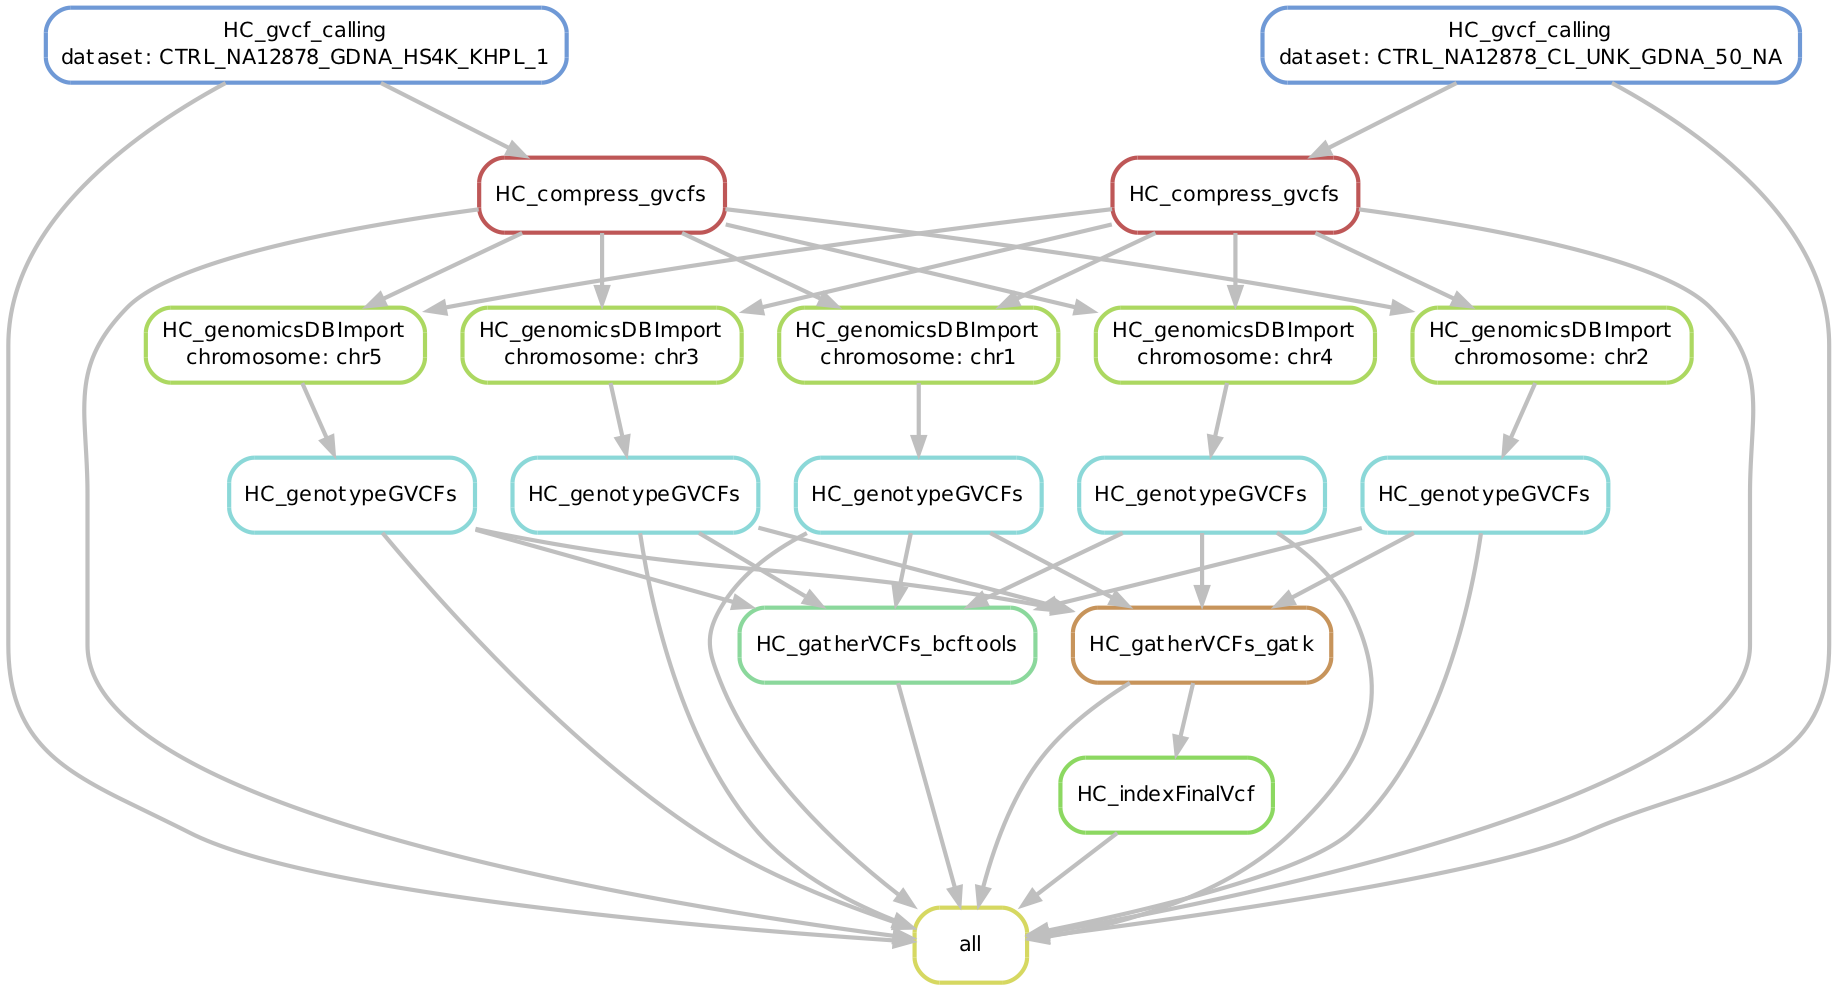 HC_gvcf_calling
dataset: CTRL_NA12878_GDNA_HS4K_KHPL_1
HC_gvcf_calling
dataset: CTRL_NA12878_CL_UNK_GDNA_50_NA
HC_compress_gvcfs
HC_compress_gvcfs
HC_genomicsDBImport
chromosome: chr5
HC_genomicsDBImport
chromosome: chr3
HC_genomicsDBImport
chromosome: chr1
HC_genomicsDBImport
chromosome: chr4
HC_genomicsDBImport
chromosome: chr2
HC_genotypeGVCFs
HC_genotypeGVCFs
HC_genotypeGVCFs
HC_genotypeGVCFs
HC_genotypeGVCFs
HC_gatherVCFs_bcftools
HC_gatherVCFs_gatk
HC_indexFinalVcf
all